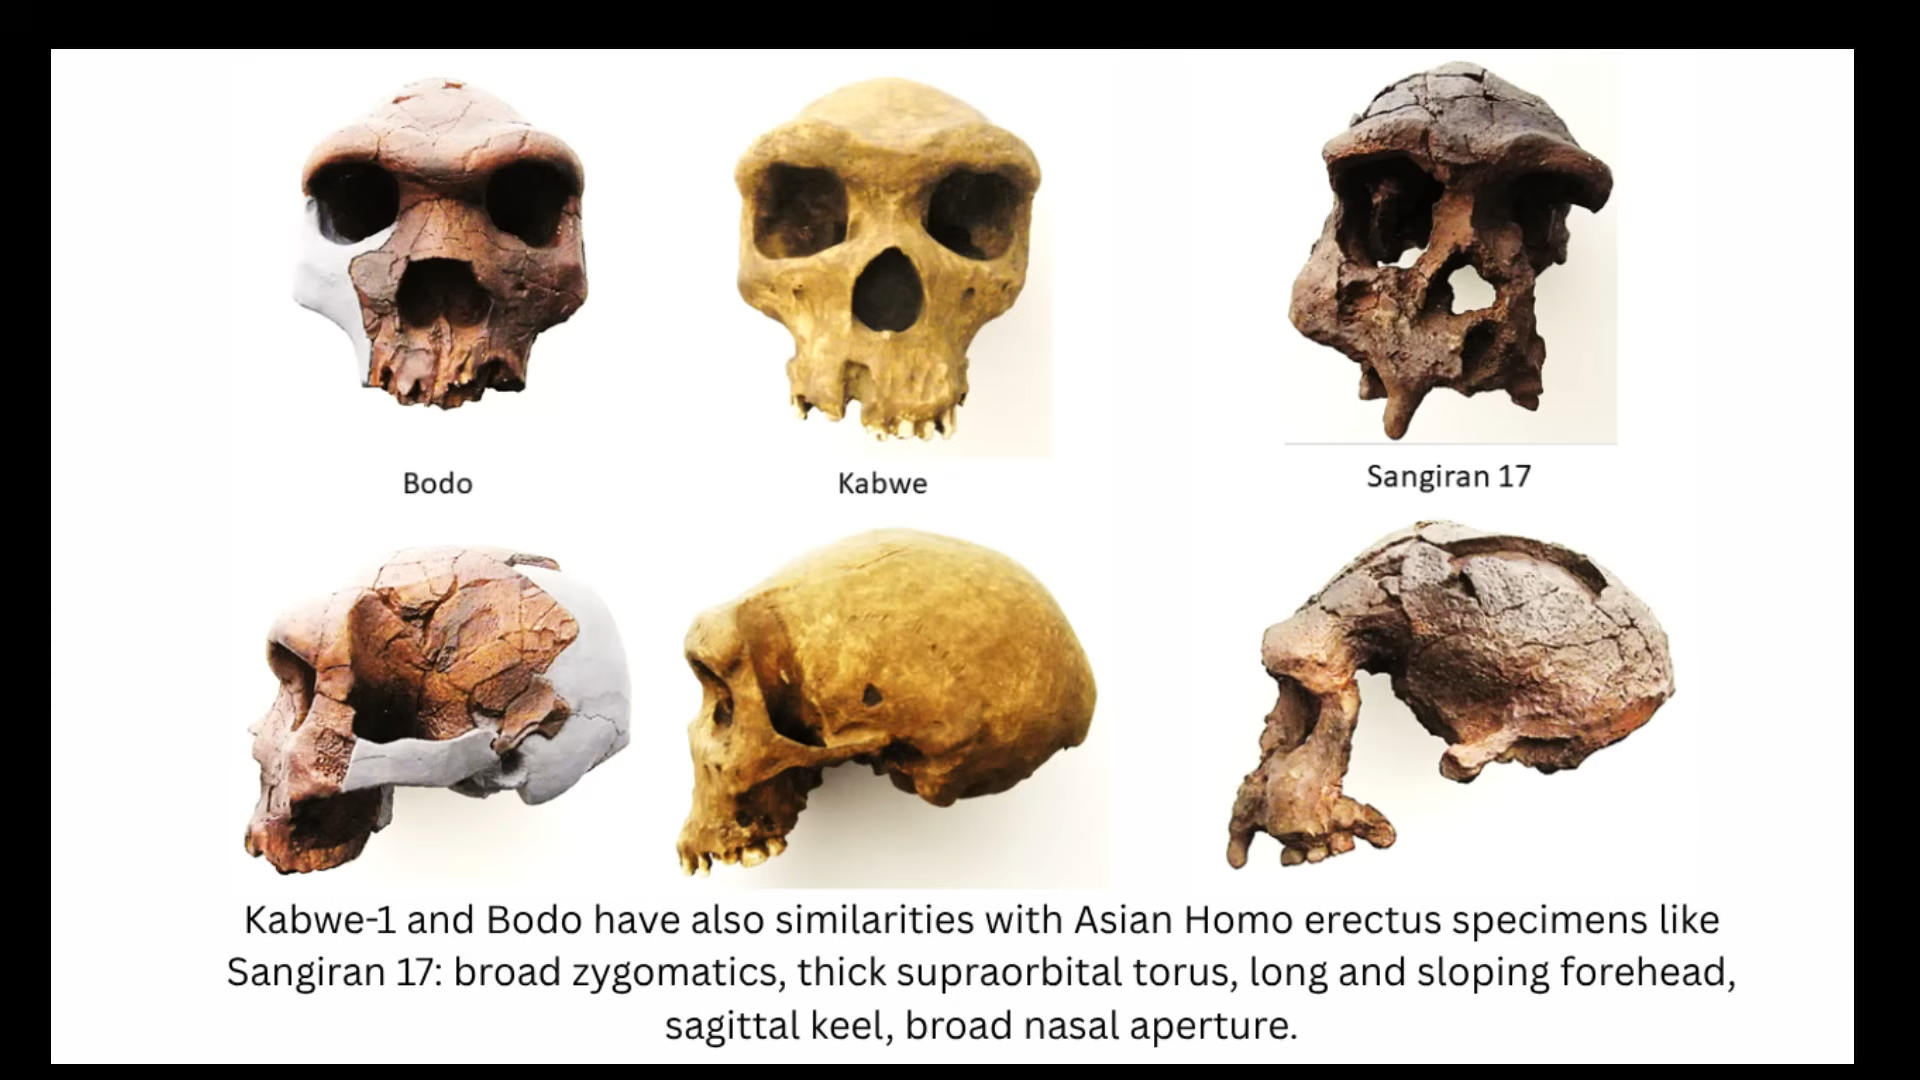 Bodo
Kabwe
Sangiran 17
Kabwe-1 and Bodo have also similarities with Asian Homo erectus specimens like
Sangiran 17: broad zygomatics, thick supraorbital torus, long and sloping forehead,
sagittal keel, broad nasal aperture.